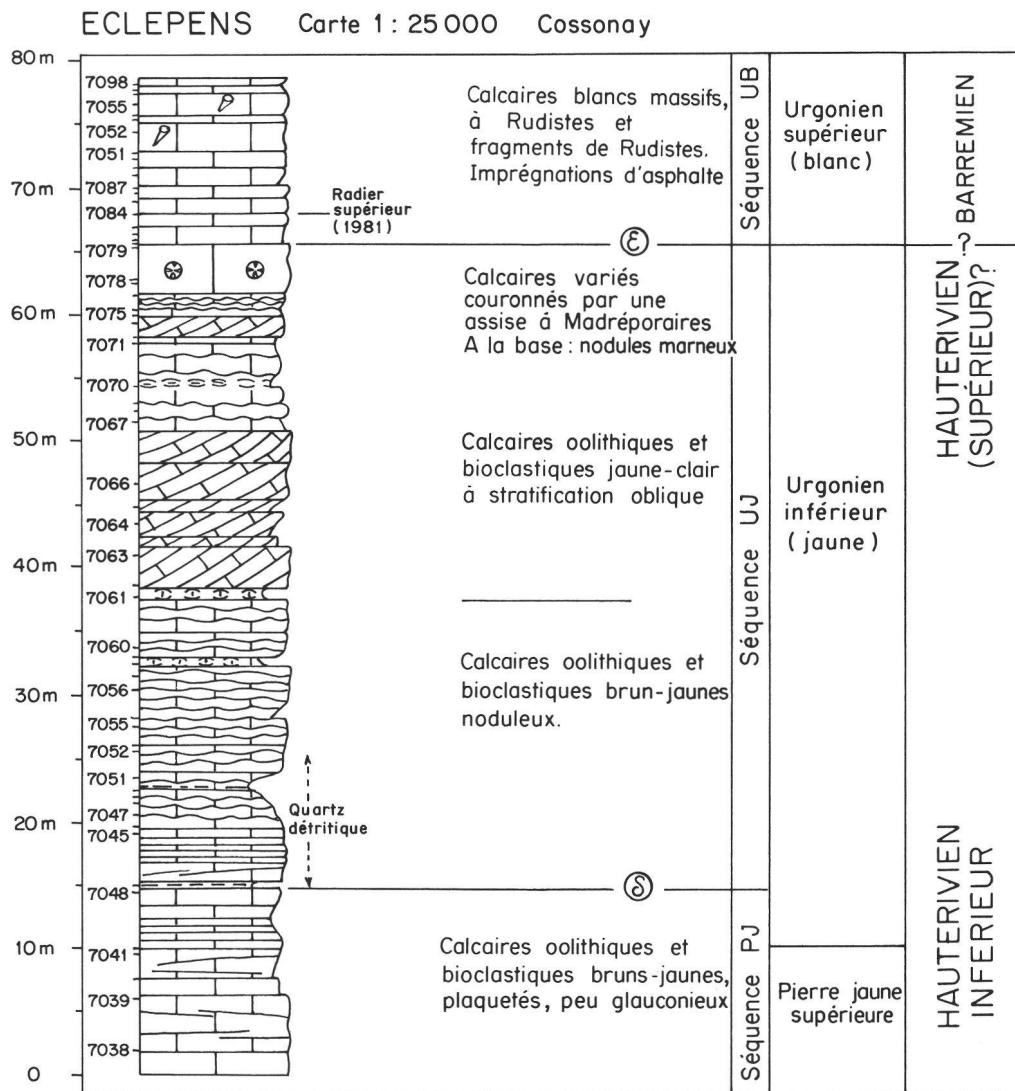 ECLEPENS Carte 1 : 25 000 Cossonay
80 m
70 m
60 m
50 m
40 m
30 m
20 m
10 m
0
7098
7055
7052
7051
7087
7084
7079
7078
7075
7071
7070
7067
7066
7064
7063
7061
7060
7056
7055
7052
7051
7047
7045
7048
7041
7039
7038
Radier
supérieur
(1981)
Quartz
détritique
Calcaires blancs massifs,
à Rudistes et
fragments de Rudistes.
Imprégnations d'asphalte
ε
Calcaires variés
couronnés par une
assise à Madréporaires
A la base : nodules marneux
Calcaires oolithiques et
bioclastiques jaune-clair
à stratification oblique
Calcaires oolithiques et
bioclastiques brun-jaunes
noduleux.
δ
Calcaires oolithiques et
bioclastiques bruns-jaunes,
plaquetés, peu glauconieux
Séquence UB
Séquence UJ
Séquence PJ
Urgonien
supérieur
(blanc)
Urgonien
inférieur
(jaune)
Pierre jaune
supérieure
? BARREMIEN
HAUTERIVIEN
(SUPÉRIEUR)?
HAUTERIVIEN
INFERIEUR